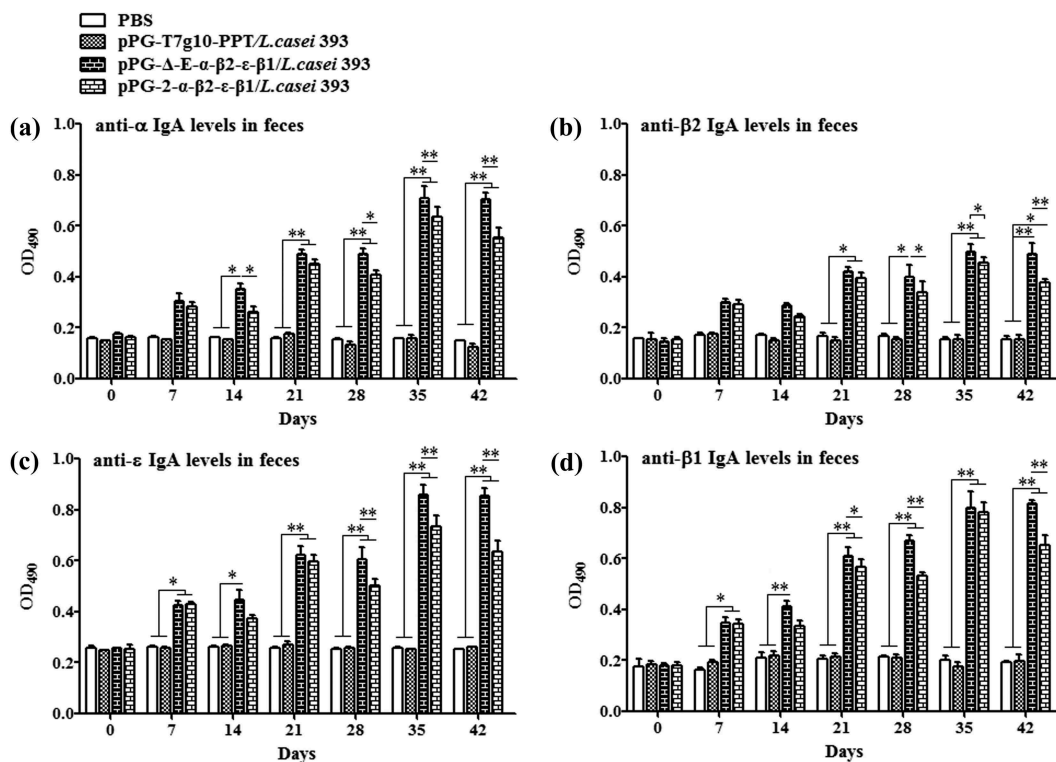 PBS
pPG-T7g10-PPT/L.casei 393
pPG-Δ-E-α-β2-ε-β1/L.casei 393
pPG-2-α-β2-ε-β1/L.casei 393
(a)
anti-α IgA levels in feces
1.0
0.8
0.6
0.4
0.2
0.0
OD490
** ** ** ** ** * ** * *
0 7 14 21 28 35 42
Days
(b)
anti-β2 IgA levels in feces
1.0
0.8
0.6
0.4
0.2
0.0
OD490
** * * ** ** * * *
0 7 14 21 28 35 42
Days
(c)
anti-ε IgA levels in feces
1.0
0.8
0.6
0.4
0.2
0.0
OD490
** ** ** ** ** ** ** * *
0 7 14 21 28 35 42
Days
(d)
anti-β1 IgA levels in feces
1.0
0.8
0.6
0.4
0.2
0.0
OD490
** ** ** ** ** * ** ** *
0 7 14 21 28 35 42
Days